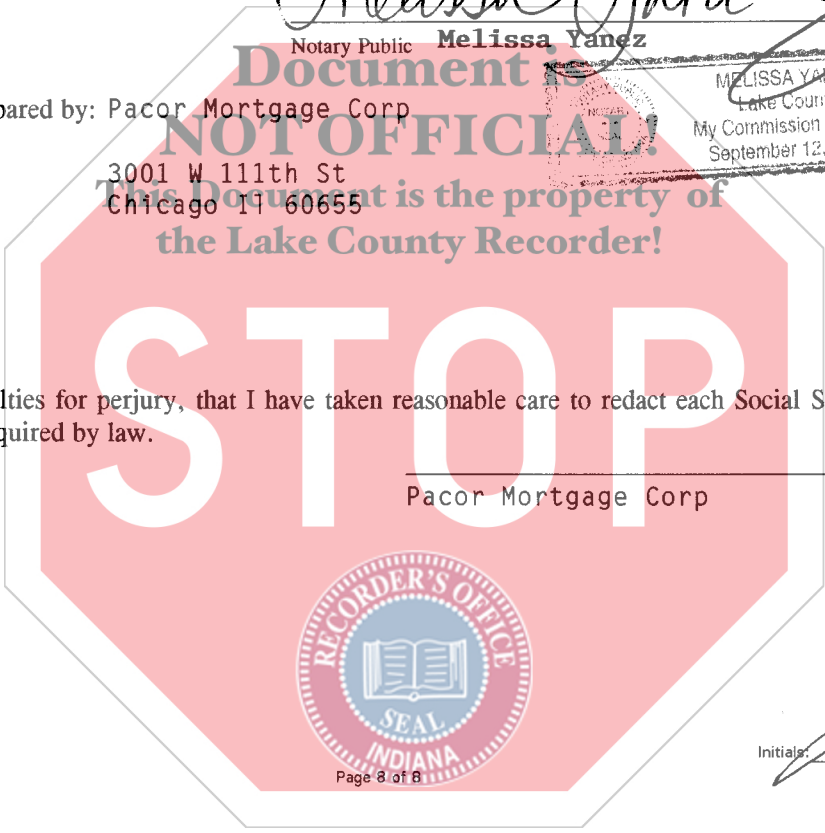 Notary Public Melissa Yanez
Document is
MELISSA YA
Lake Coun
pared by: Pacor Mortgage Corp
NOT OFFICIAL!
NOTAR
My Commission
September 12,
3001 W 111th St
This Document is the property of
Chicago Il 60655
the Lake County Recorder!
STOP
lties for perjury, that I have taken reasonable care to redact each Social S
quired by law.
Pacor Mortgage Corp
RECORDER'S OFFICE
SEAL
INDIANA
Initials:
Page 8 of 8